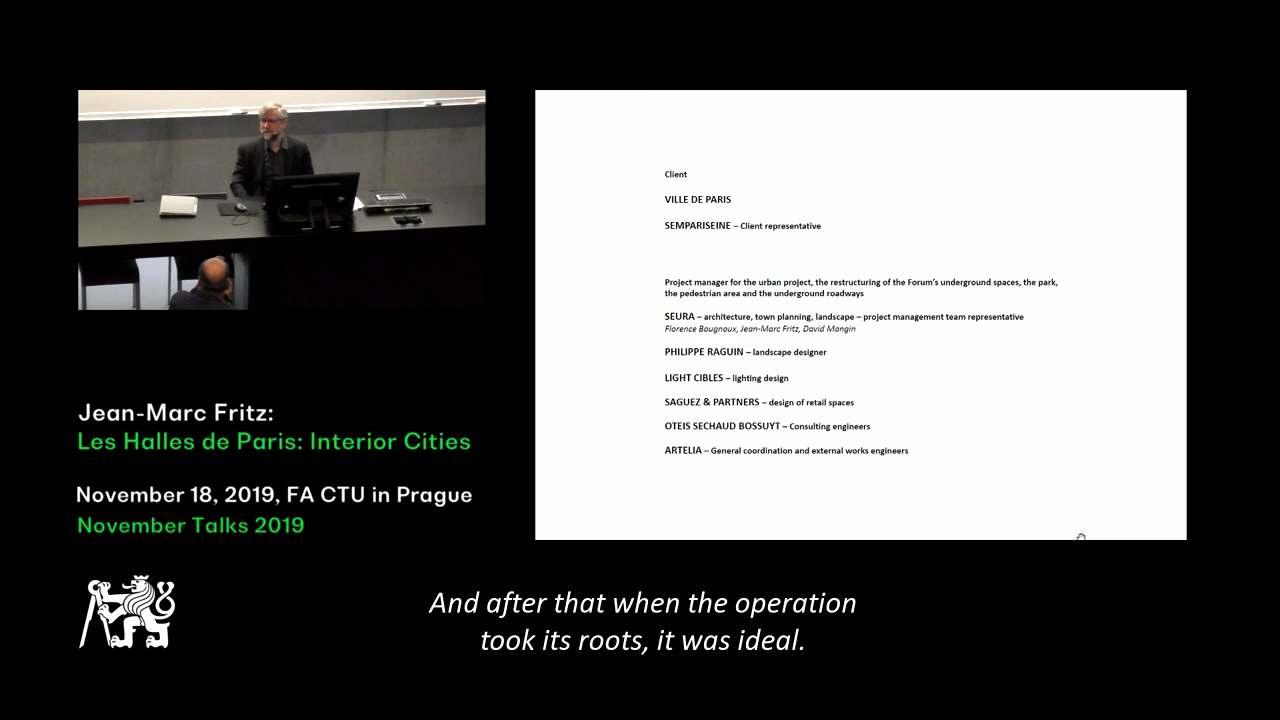 Client
VILLE DE PARIS
SEMPARISEINE – Client representative
Project manager for the urban project, the restructuring of the Forum's underground spaces, the park,
the pedestrian area and the underground roadways
SEURA – architecture, town planning, landscape – project management team representative
Florence Bougnoux, Jean-Marc Fritz, David Mangin
PHILIPPE RAGUIN – landscape designer
LIGHT CIBLES – lighting design
SAGUEZ & PARTNERS – design of retail spaces
OTEIS SECHAUD BOSSUYT – Consulting engineers
ARTELIA – General coordination and external works engineers
Jean-Marc Fritz:
Les Halles de Paris: Interior Cities
November 18, 2019, FA CTU in Prague
November Talks 2019
And after that when the operation
took its roots, it was ideal.